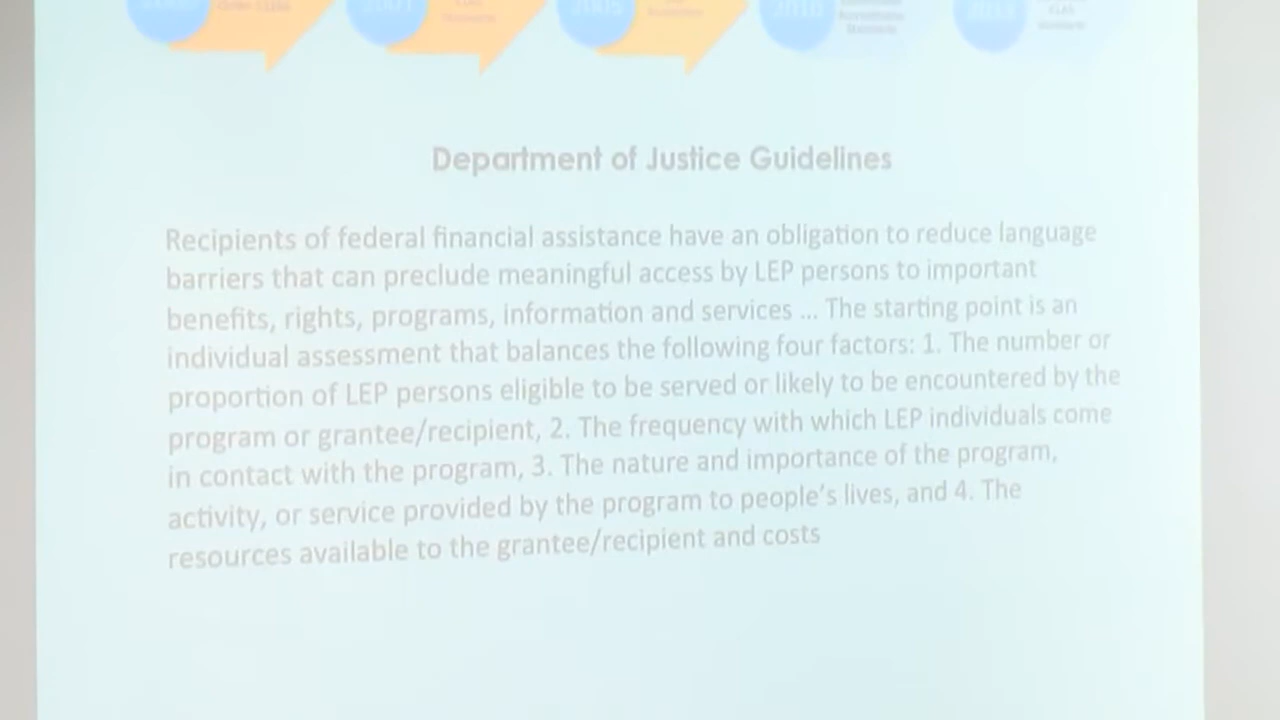 2001
2005
2010
CLAS
Department of Justice Guidelines
Recipients of federal financial assistance have an obligation to reduce language
barriers that can preclude meaningful access by LEP persons to important
benefits, rights, programs, information and services ... The starting point is an
individual assessment that balances the following four factors: 1. The number or
proportion of LEP persons eligible to be served or likely to be encountered by the
program or grantee/recipient, 2. The frequency with which LEP individuals come
in contact with the program, 3. The nature and importance of the program,
activity, or service provided by the program to people's lives, and 4. The
resources available to the grantee/recipient and costs